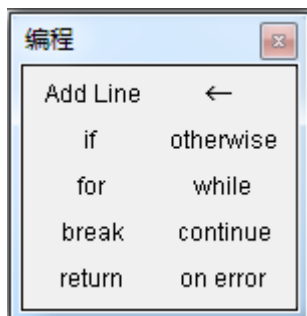 编程
Add Line ←
if otherwise
for while
break continue
return on error